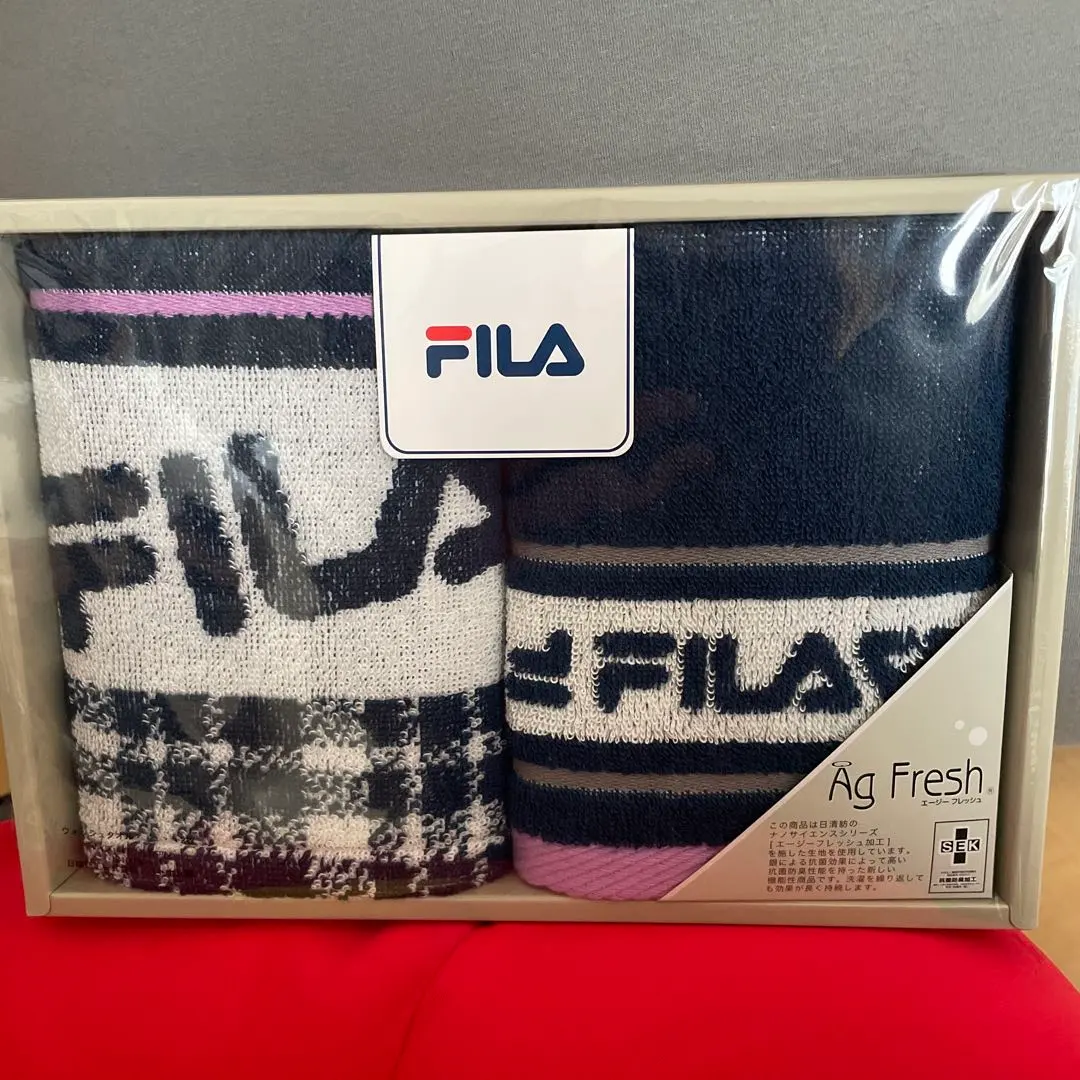 FILA
FILA
FILA
Ag Fresh
エージー フレッシュ
この商品は日清紡の
ナノサイエンスシリーズ
[エージーフレッシュ加工]
を施した生地を使用しています。
銀による抗菌効果によって高い
抗菌防臭性能を持った新しい
機能性商品です。洗濯を繰り返して
も効果が長く持続します。
SEK
抗菌防臭加工